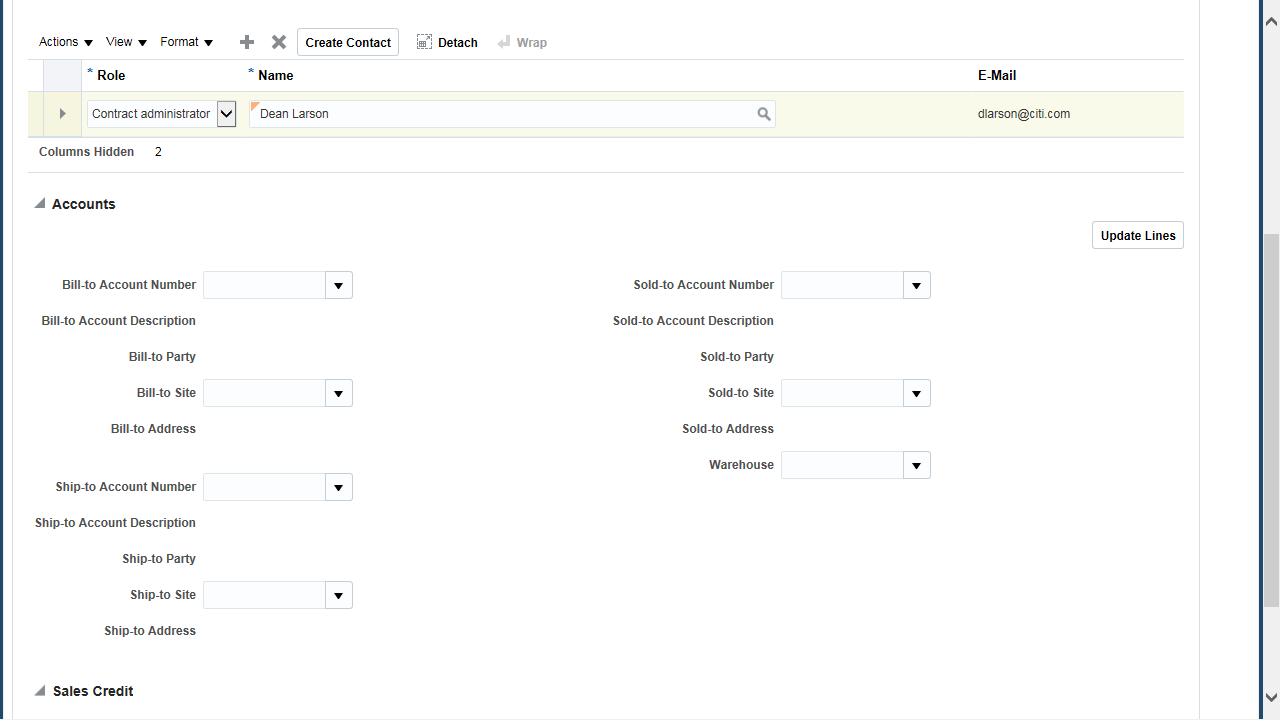 Actions View Format Create Contact Detach Wrap
* Role * Name E-Mail
Contract administrator Dean Larson dlarson@citi.com
Columns Hidden 2
Accounts
Update Lines
Bill-to Account Number Sold-to Account Number
Bill-to Account Description Sold-to Account Description
Bill-to Party Sold-to Party
Bill-to Site Sold-to Site
Bill-to Address Sold-to Address
Warehouse
Ship-to Account Number
Ship-to Account Description
Ship-to Party
Ship-to Site
Ship-to Address
Sales Credit